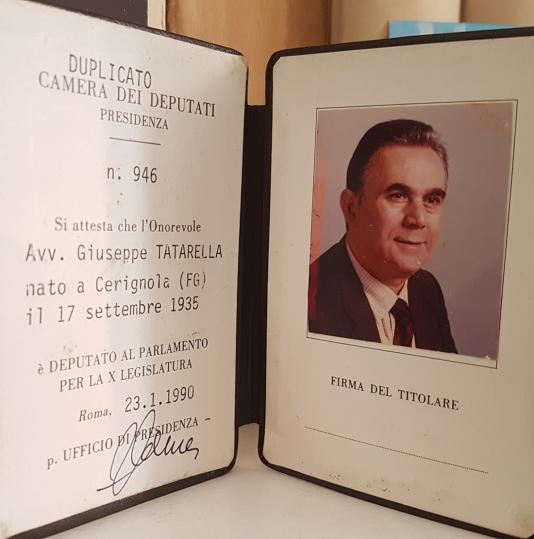 DUPLICATO
CAMERA DEI DEPUTATI
PRESIDENZA
n. 946
Si attesta che l'Onorevole
Avv. Giuseppe TATARELLA
nato a Cerignola (FG)
il 17 settembre 1935
è DEPUTATO AL PARLAMENTO
PER LA X LEGISLATURA
Roma, 23.1.1990
p. UFFICIO DI PRESIDENZA
FIRMA DEL TITOLARE